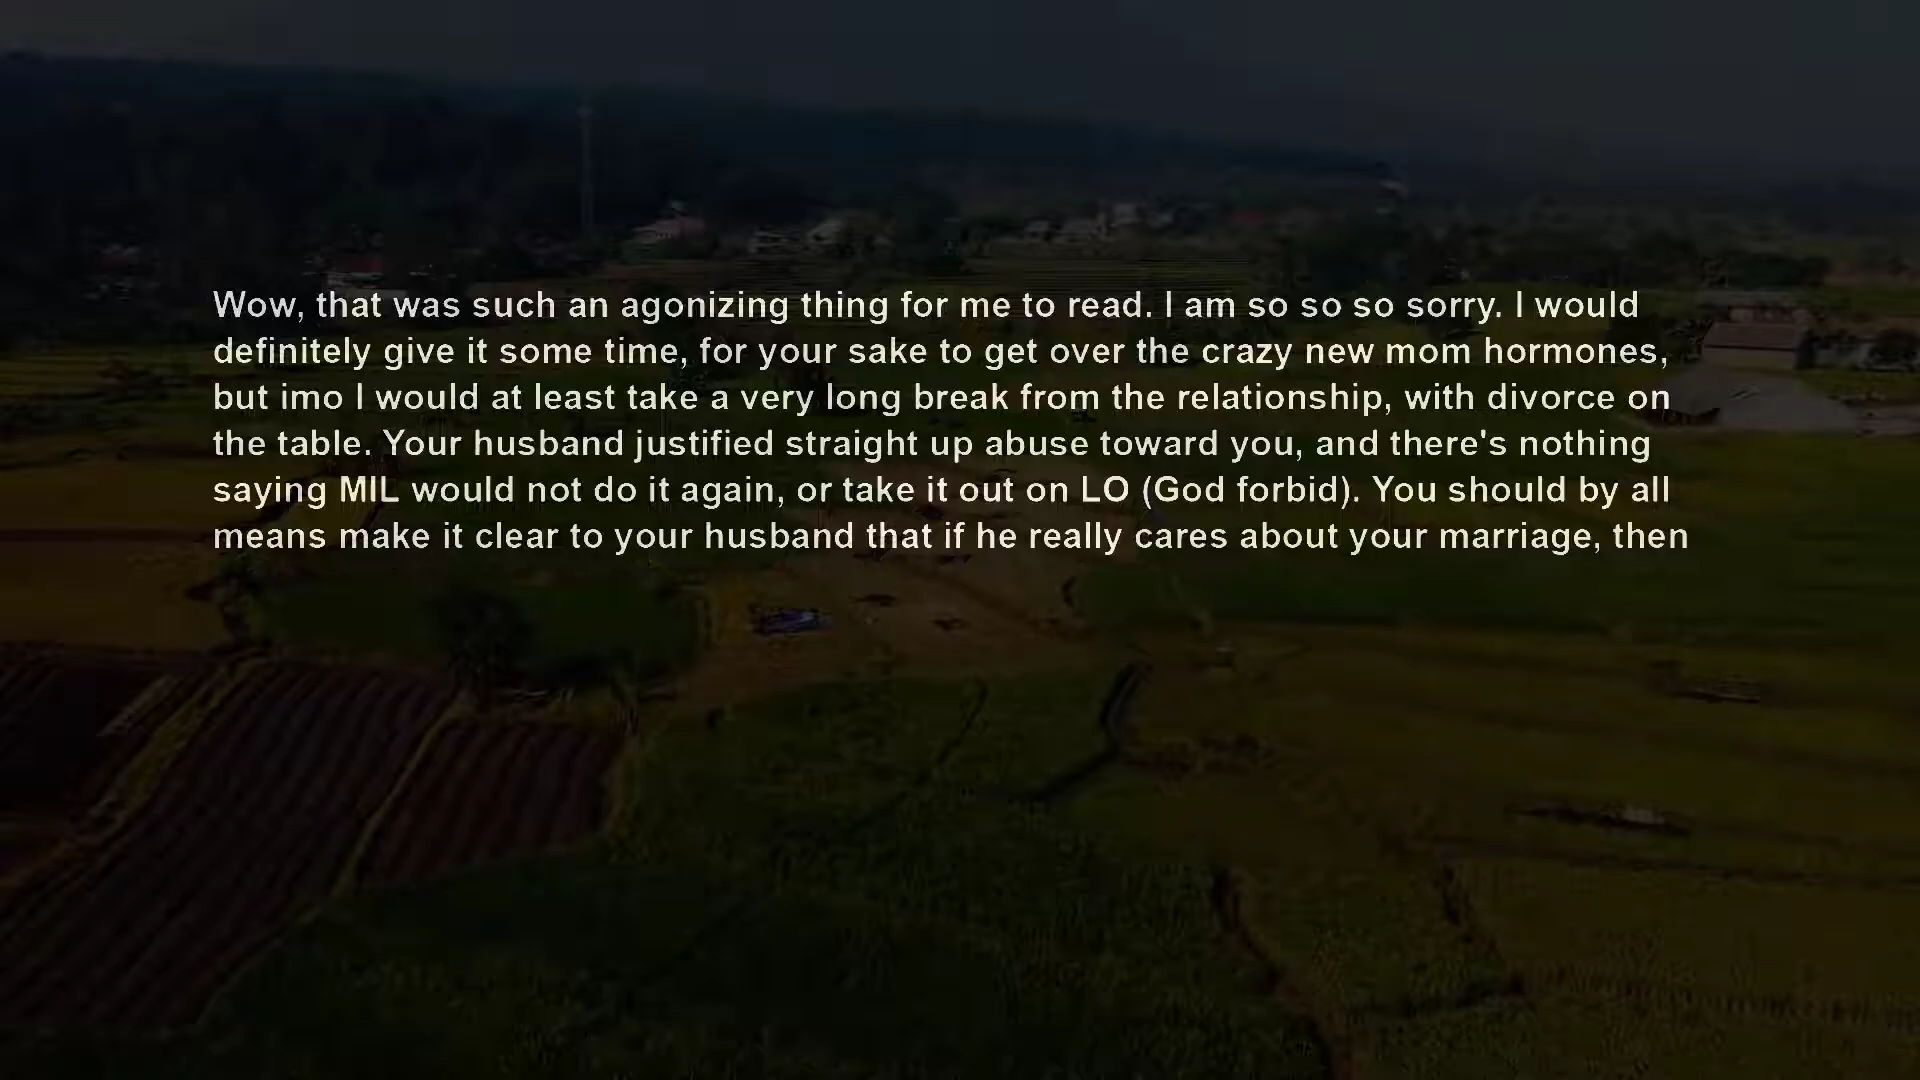 Wow, that was such an agonizing thing for me to read. I am so so so sorry. I would
definitely give it some time, for your sake to get over the crazy new mom hormones,
but imo I would at least take a very long break from the relationship, with divorce on
the table. Your husband justified straight up abuse toward you, and there's nothing
saying MIL would not do it again, or take it out on LO (God forbid). You should by all
means make it clear to your husband that if he really cares about your marriage, then